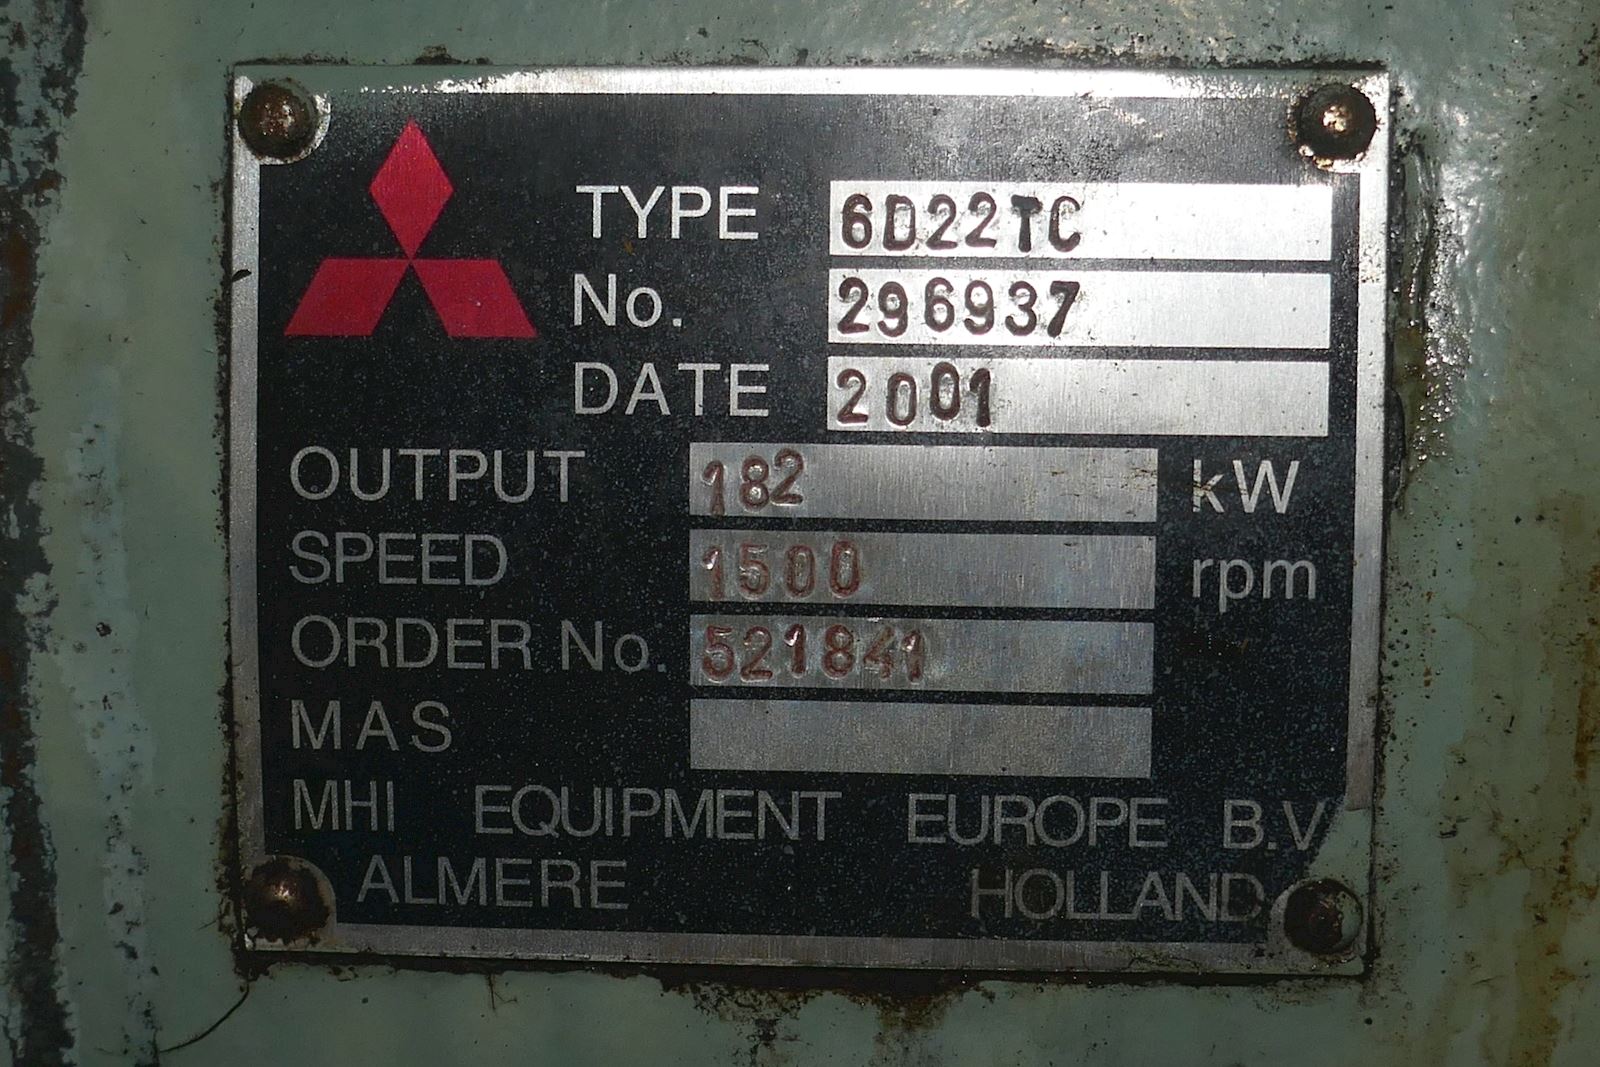 TYPE 6D22TC
No. 296937
DATE 2001
OUTPUT 182 kW
SPEED 1500 rpm
ORDER No. 521841
MAS
MHI EQUIPMENT EUROPE B.V
ALMERE HOLLAND